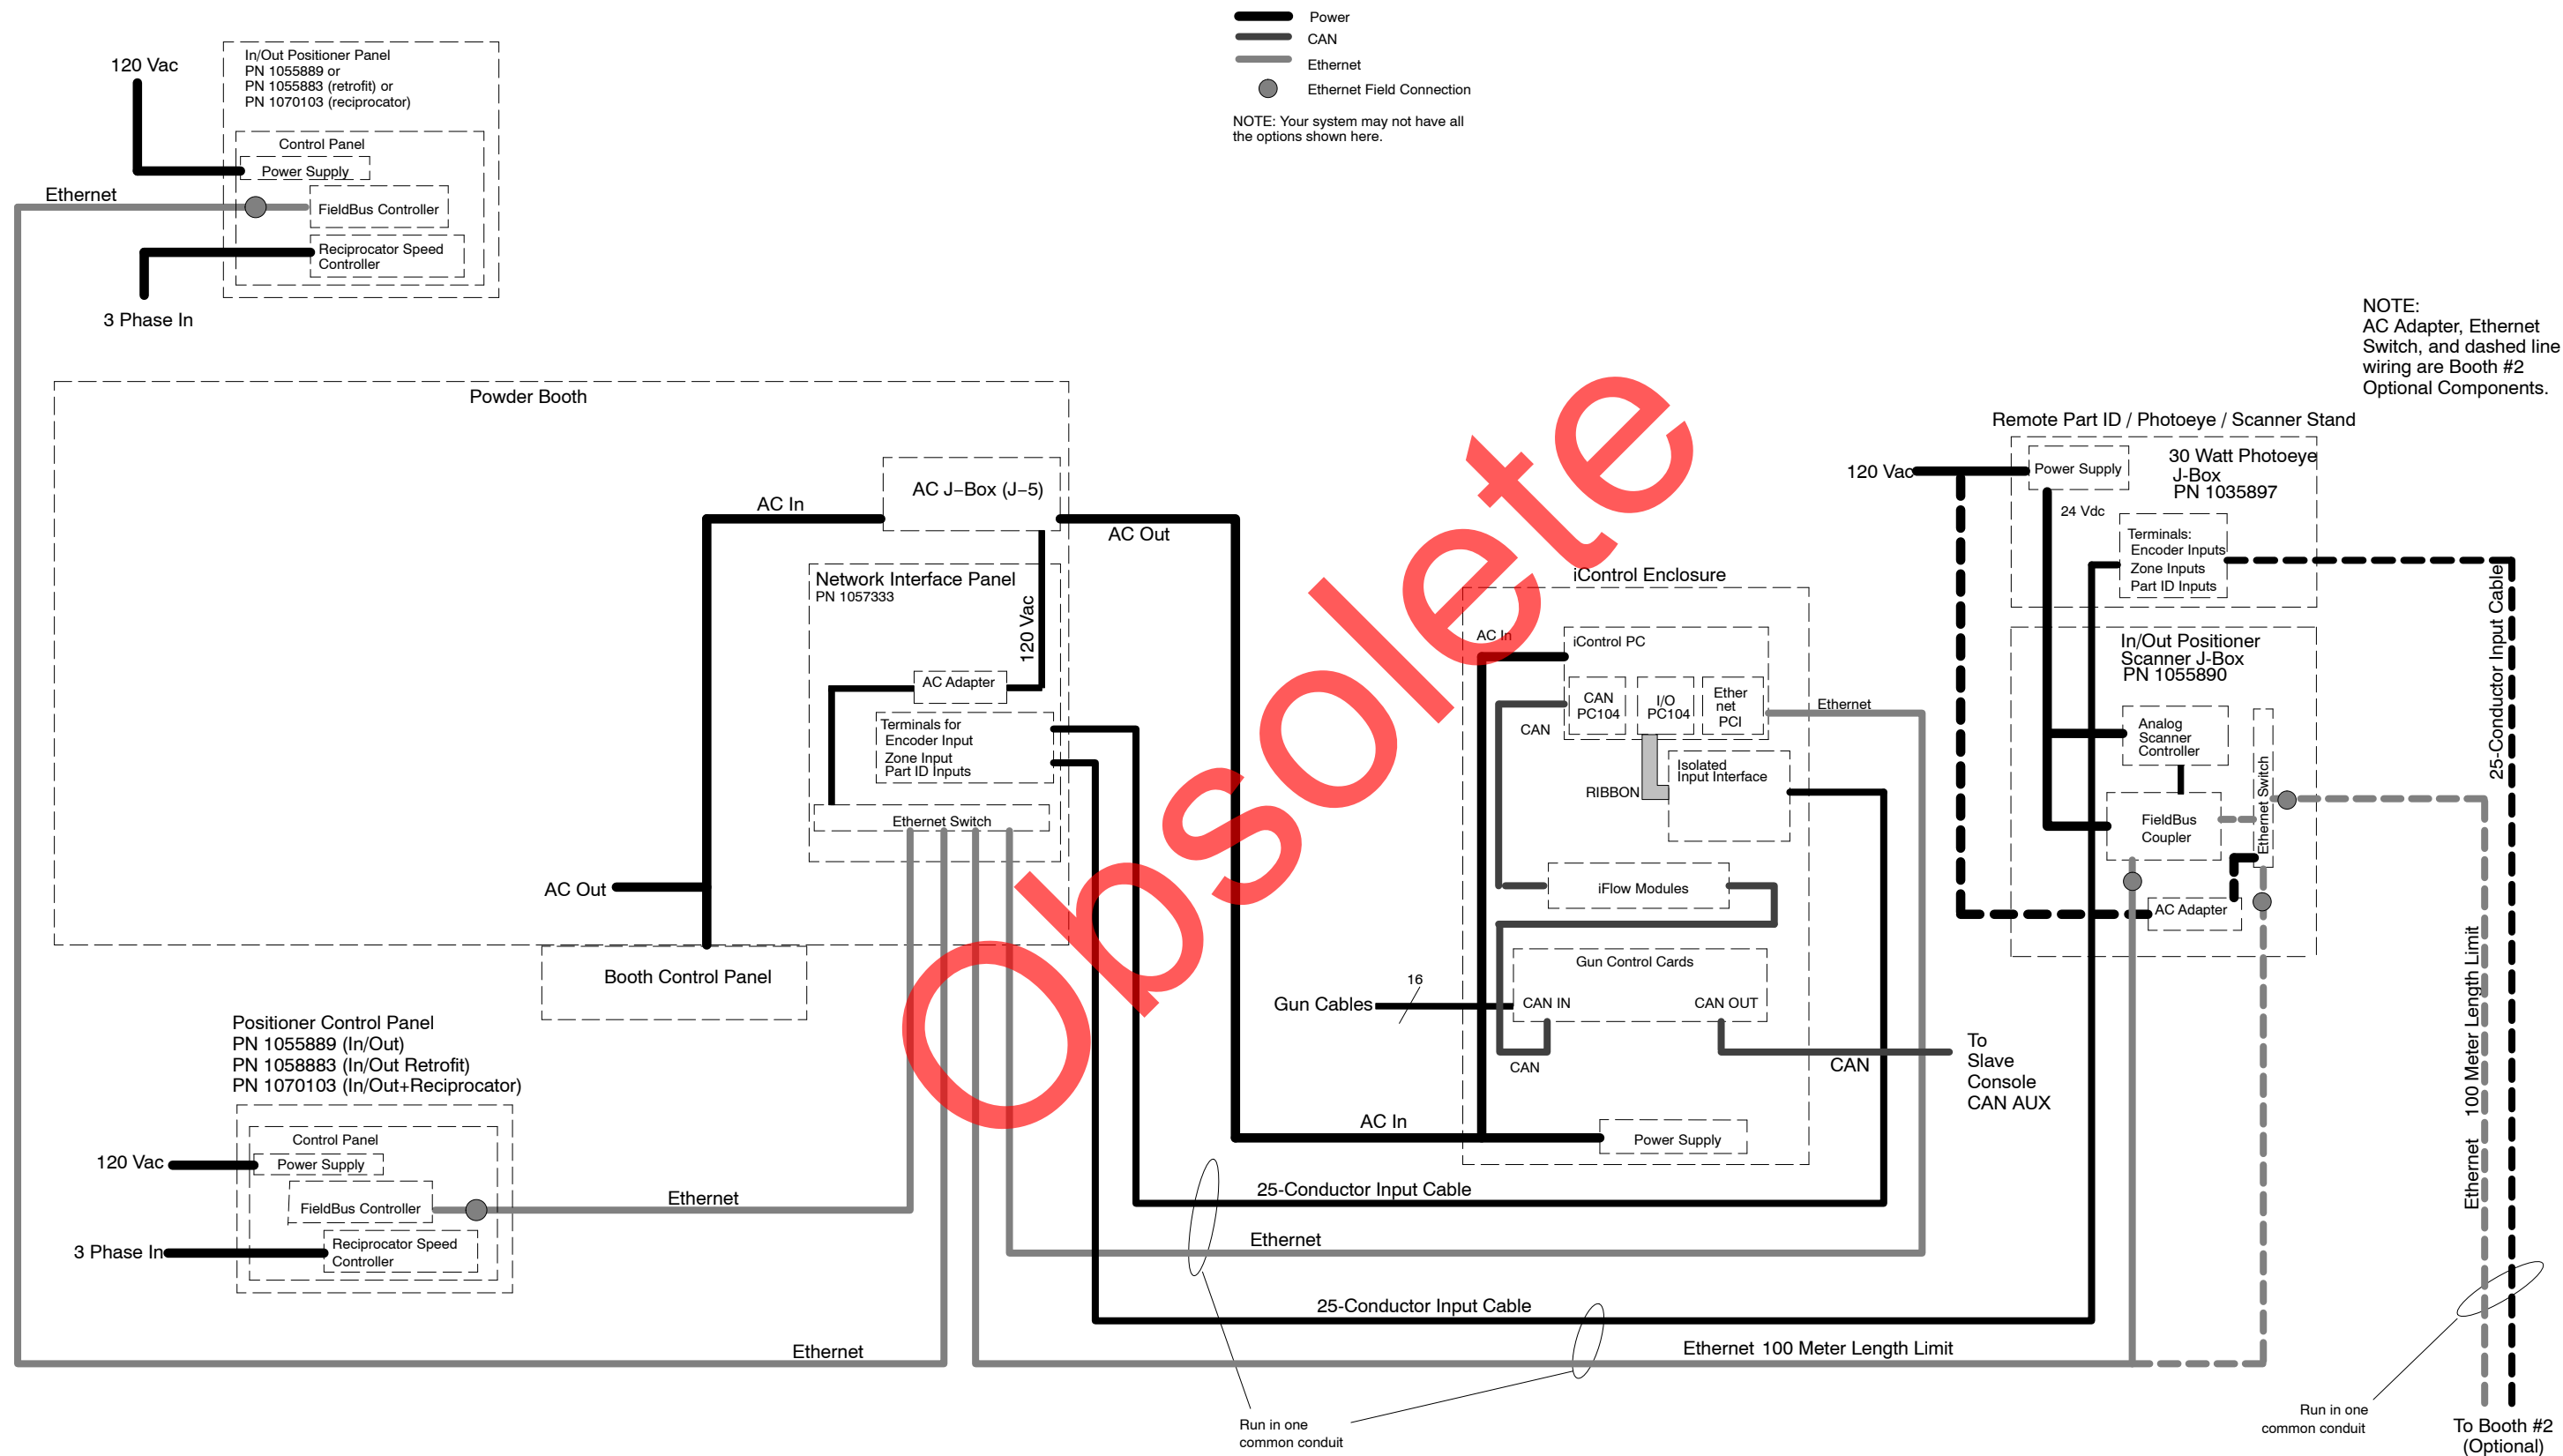 Power
CAN
Ethernet
Ethernet Field Connection
NOTE: Your system may not have all
the options shown here.
120 Vac
In/Out Positioner Panel
PN 1055889 or
PN 1055883 (retrofit) or
PN 1070103 (reciprocator)
Control Panel
Power Supply
Ethernet
FieldBus Controller
Reciprocator Speed
Controller
3 Phase In
Powder Booth
AC J–Box (J–5)
AC In
AC Out
Network Interface Panel
PN 1057333
120 Vac
AC Adapter
Terminals for
Encoder Input
Zone Input
Part ID Inputs
Ethernet Switch
AC Out
Booth Control Panel
Positioner Control Panel
PN 1055889 (In/Out)
PN 1058883 (In/Out Retrofit)
PN 1070103 (In/Out+Reciprocator)
Control Panel
120 Vac
Power Supply
FieldBus Controller
Ethernet
3 Phase In
Reciprocator Speed
Controller
Ethernet
Obsolete
iControl Enclosure
AC In
iControl PC
CAN
PC104
I/O
PC104
Ether
net
PCI
Ethernet
CAN
Isolated
Input Interface
RIBBON
iFlow Modules
Gun Control Cards
16
Gun Cables
CAN IN
CAN OUT
CAN
CAN
To
Slave
Console
CAN AUX
AC In
Power Supply
25-Conductor Input Cable
Ethernet
25-Conductor Input Cable
Ethernet 100 Meter Length Limit
Run in one
common conduit
NOTE:
AC Adapter, Ethernet
Switch, and dashed line
wiring are Booth #2
Optional Components.
Remote Part ID / Photoeye / Scanner Stand
120 Vac
Power Supply
30 Watt Photoeye
J-Box
PN 1035897
24 Vdc
Terminals:
Encoder Inputs
Zone Inputs
Part ID Inputs
In/Out Positioner
Scanner J-Box
PN 1055890
Analog
Scanner
Controller
FieldBus
Coupler
Ethernet Switch
AC Adapter
25-Conductor Input Cable
Ethernet 100 Meter Length Limit
Run in one
common conduit
To Booth #2
(Optional)